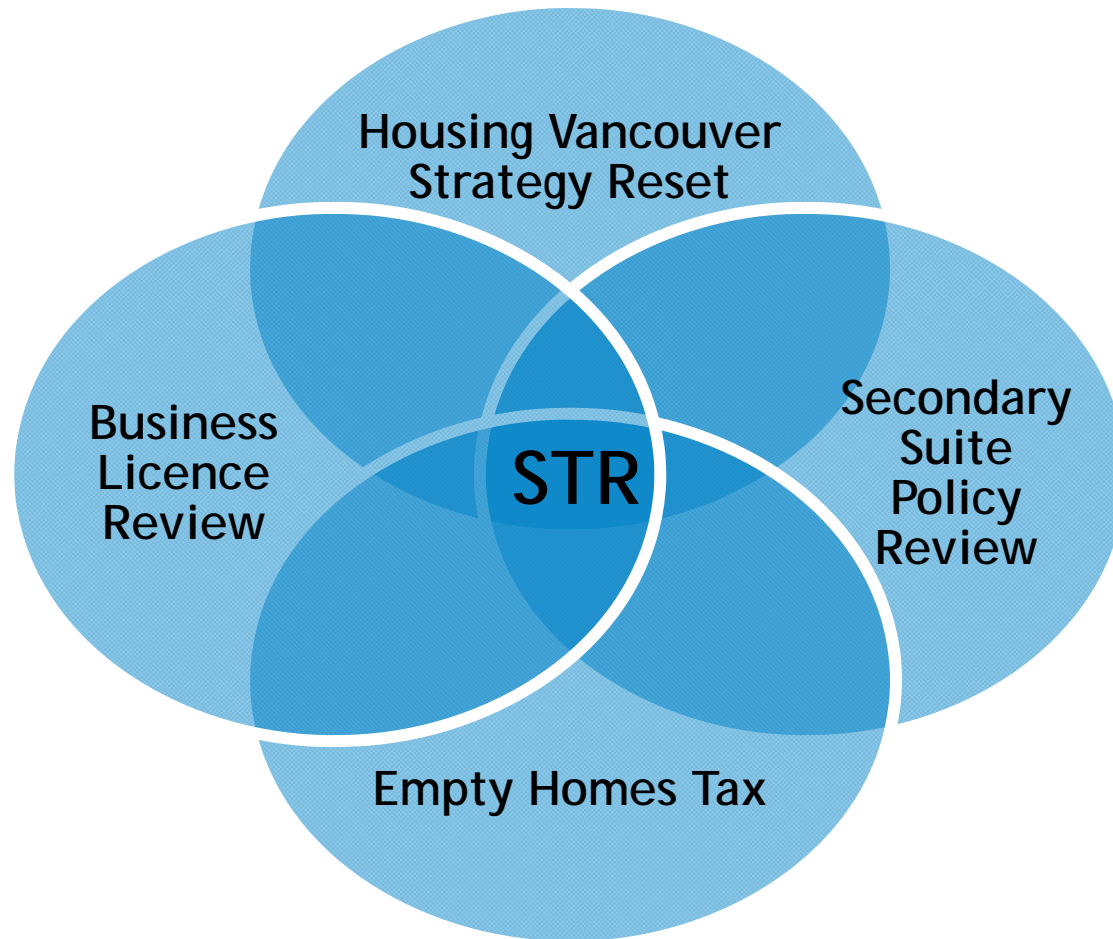 Housing Vancouver
Strategy Reset
Business
Licence
Review
STR
Secondary
Suite
Policy
Review
Empty Homes Tax